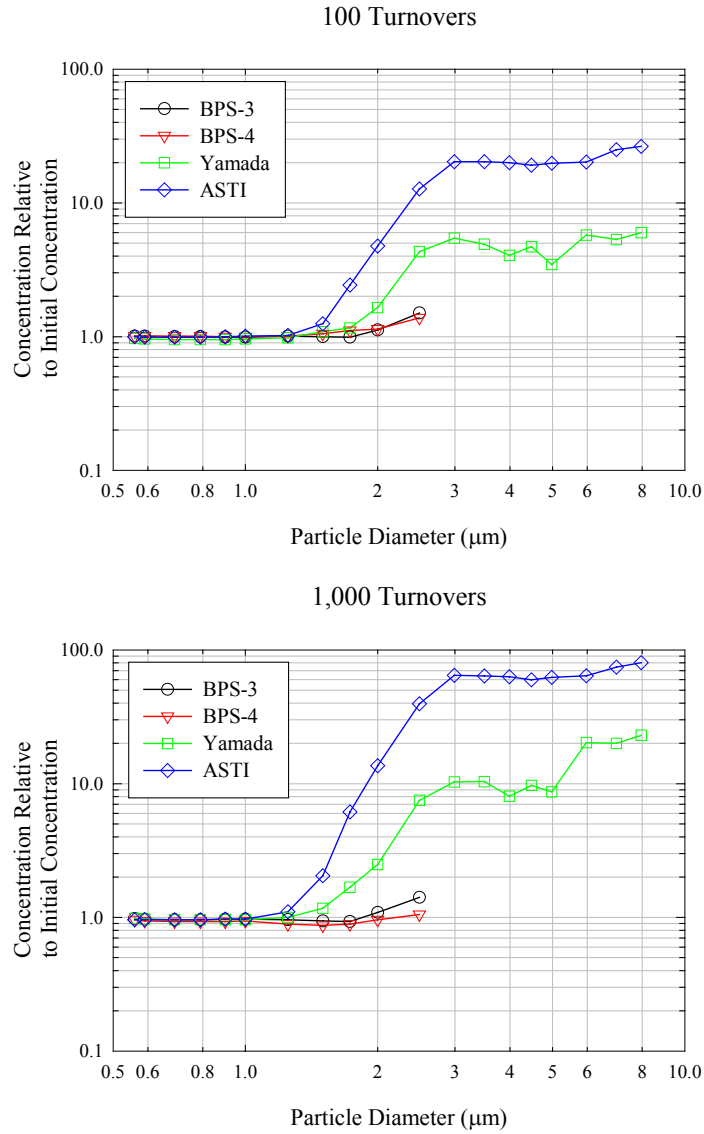 100 Turnovers
100.0
10.0
1.0
0.1
Concentration Relative
to Initial Concentration
BPS-3
BPS-4
Yamada
ASTI
0.5 0.6 0.8 1.0 2 3 4 5 6 8 10.0
Particle Diameter (μm)
1,000 Turnovers
100.0
10.0
1.0
0.1
Concentration Relative
to Initial Concentration
BPS-3
BPS-4
Yamada
ASTI
0.5 0.6 0.8 1.0 2 3 4 5 6 8 10.0
Particle Diameter (μm)